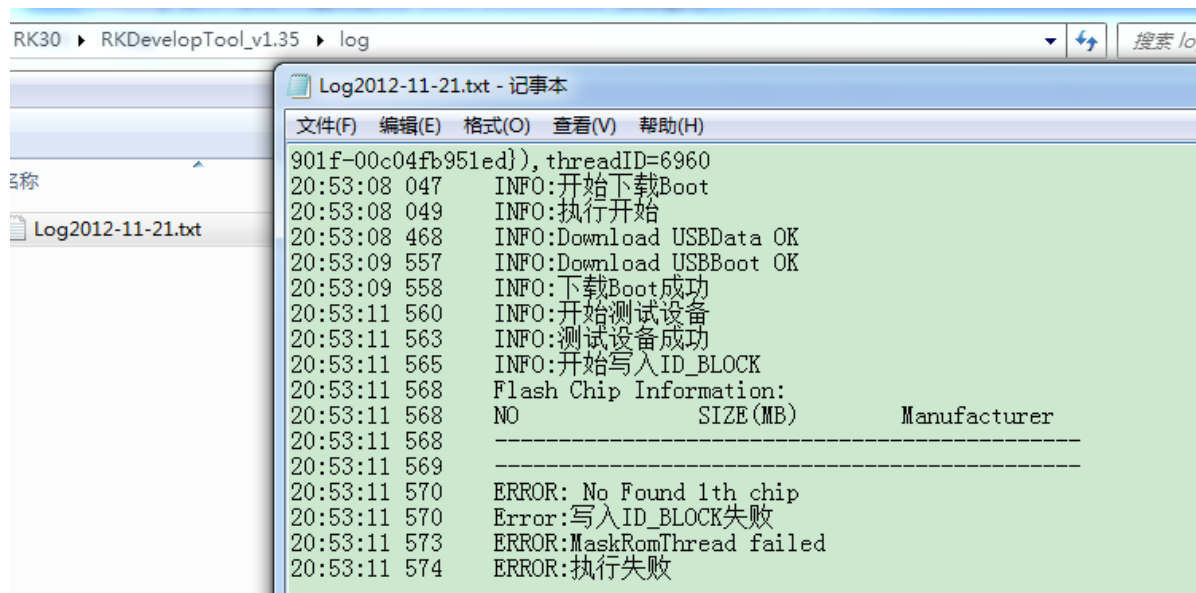 RK30 ▸ RKDevelopTool_v1.35 ▸ log
搜索 lo
Log2012-11-21.txt - 记事本
文件(F) 编辑(E) 格式(O) 查看(V) 帮助(H)
名称
Log2012-11-21.txt
901f-00c04fb951ed}),threadID=6960
20:53:08 047 INFO:开始下载Boot
20:53:08 049 INFO:执行开始
20:53:08 468 INFO:Download USBData OK
20:53:09 557 INFO:Download USBBoot OK
20:53:09 558 INFO:下载Boot成功
20:53:11 560 INFO:开始测试设备
20:53:11 563 INFO:测试设备成功
20:53:11 565 INFO:开始写入ID_BLOCK
20:53:11 568 Flash Chip Information:
20:53:11 568 NO SIZE(MB) Manufacturer
20:53:11 568 ----------------------------------------------
20:53:11 569 ----------------------------------------------
20:53:11 570 ERROR: No Found 1th chip
20:53:11 570 Error:写入ID_BLOCK失败
20:53:11 573 ERROR:MaskRomThread failed
20:53:11 574 ERROR:执行失败